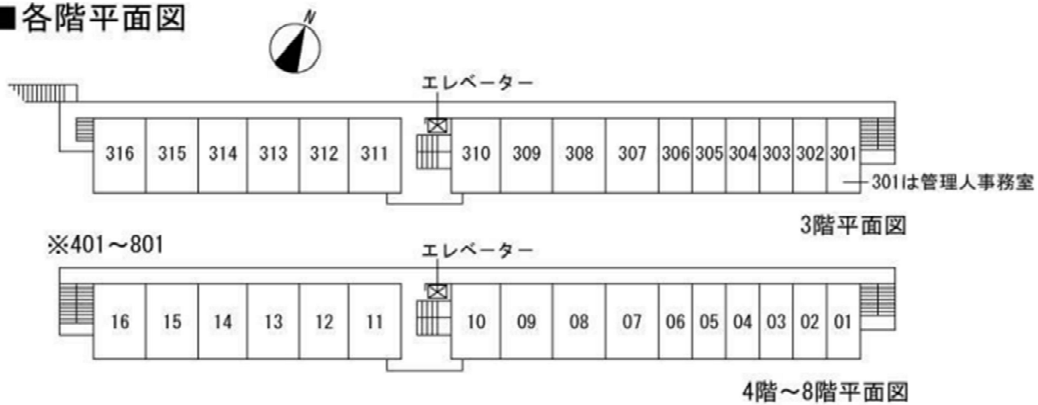 ■各階平面図
N
エレベーター
316 315 314 313 312 311 310 309 308 307 306 305 304 303 302 301
301は管理人事務室
3階平面図
※401～801
エレベーター
16 15 14 13 12 11 10 09 08 07 06 05 04 03 02 01
4階～8階平面図